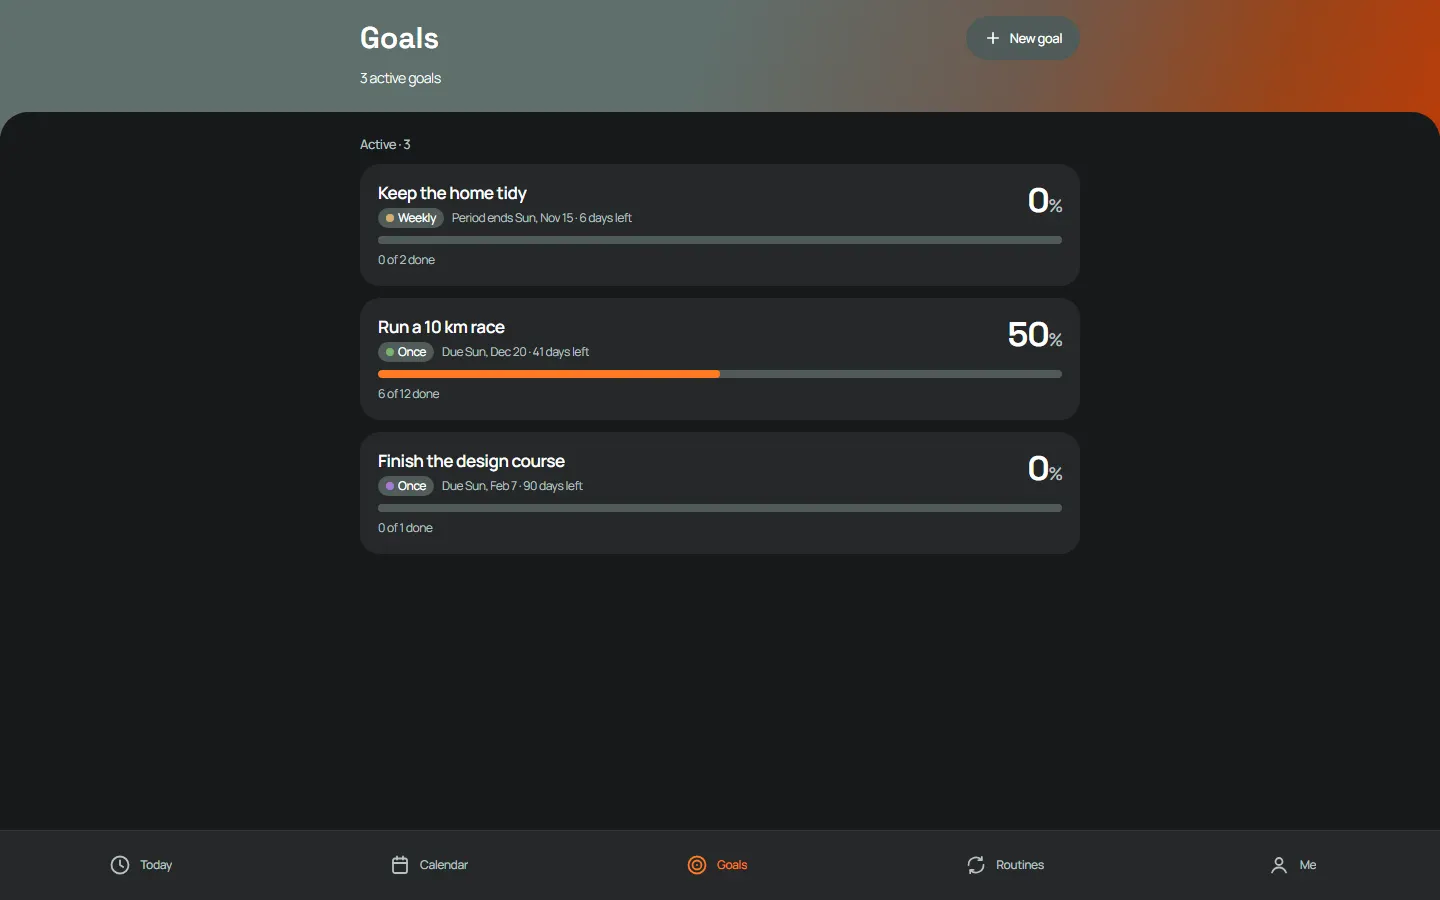 Goals
New goal
3 active goals
Active · 3
Keep the home tidy
0%
Weekly Period ends Sun, Nov 15 · 6 days left
0 of 2 done
Run a 10 km race
50%
Once Due Sun, Dec 20 · 41 days left
6 of 12 done
Finish the design course
0%
Once Due Sun, Feb 7 · 90 days left
0 of 1 done
Today Calendar Goals Routines Me